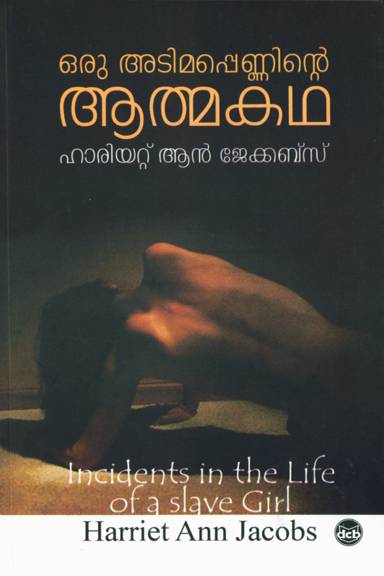 ഒരു അടിമപ്പെണ്ണിന്റെ
ആത്മകഥ
ഹാരിയറ്റ് ആൻ ജേക്കബ്സ്
Incidents in the Life
of a slave Girl
Harriet Ann Jacobs
dcb